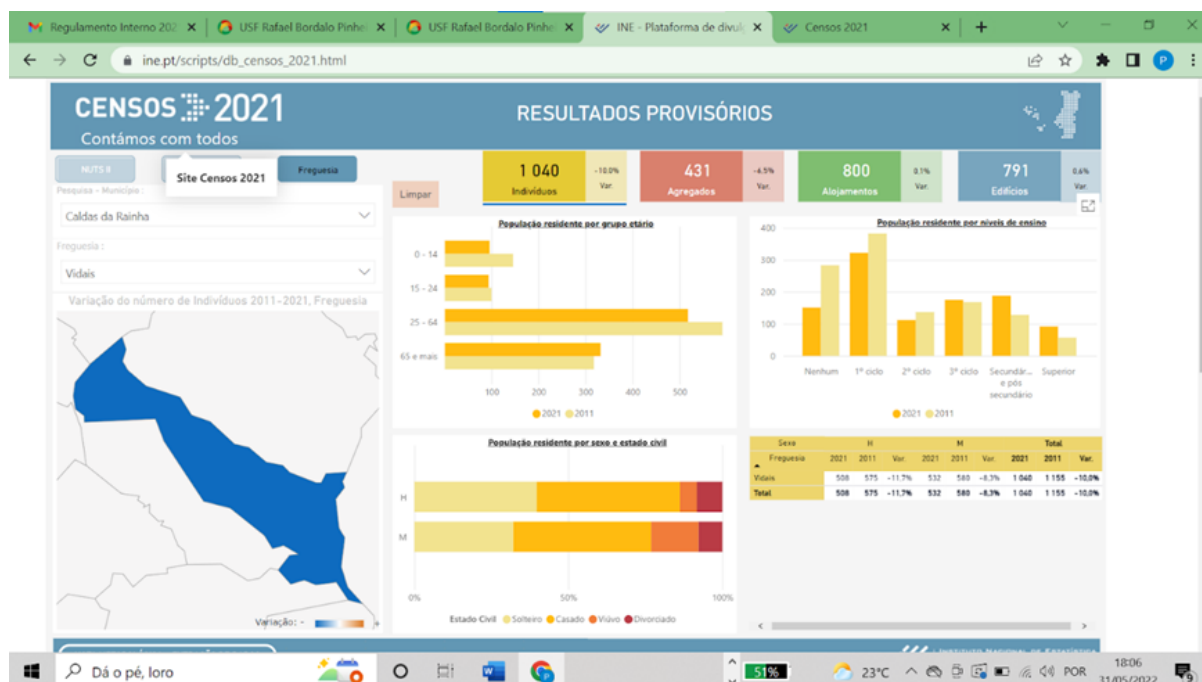 Regulamento Interno 202
USF Rafael Bordalo Pinhei
USF Rafael Bordalo Pinhei
INE - Plataforma de divulg
Censos 2021
ine.pt/scripts/db_censos_2021.html
P
CENSOS 2021
Contámos com todos
RESULTADOS PROVISÓRIOS
NUTS II
Site Censos 2021
Freguesia
1 040
Indivíduos
-10,0%
Var.
431
Agregados
-6,5%
Var.
800
Alojamentos
0,1%
Var.
791
Edifícios
0,6%
Var.
Pesquisa - Município :
Caldas da Rainha
Freguesia :
Vidais
Limpar
Variação do número de Indivíduos 2011-2021, Freguesia
Variação: - +
População residente por grupo etário
0 - 14
15 - 24
25 - 64
65 e mais
100 200 300 400 500
2021 2011
População residente por níveis de ensino
400
300
200
100
0
Nenhum 1º ciclo 2º ciclo 3º ciclo Secundár... e pós secundário Superior
2021 2011
População residente por sexo e estado civil
H
M
0% 50% 100%
Estado Civil Solteiro Casado Viúvo Divorciado
Sexo H M Total
Freguesia 2021 2011 Var. 2021 2011 Var. 2021 2011 Var.
Vidais 508 575 -11,7% 532 580 -8,3% 1 040 1 155 -10,0%
Total 508 575 -11,7% 532 580 -8,3% 1 040 1 155 -10,0%
Instituto Nacional de Estatística
Dá o pé, loro
51%
23°C
POR
18:06
31/05/2022
9